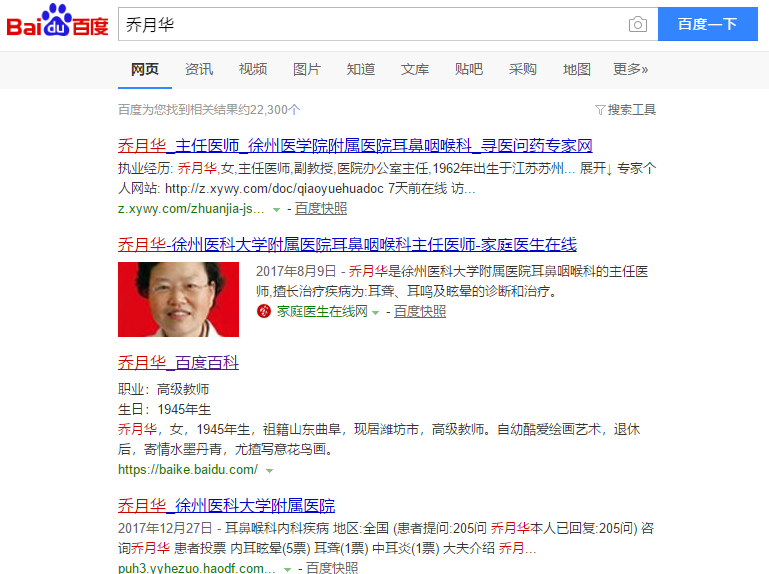 Bai du 百度
乔月华
百度一下
网页 资讯 视频 图片 知道 文库 贴吧 采购 地图 更多»
百度为您找到相关结果约22,300个
搜索工具
乔月华_主任医师_徐州医学院附属医院耳鼻咽喉科_寻医问药专家网
执业经历: 乔月华,女,主任医师,副教授,医院办公室主任,1962年出生于江苏苏州... 展开↓ 专家个
人网站: http://z.xywy.com/doc/qiaoyuehuadoc 7天前在线 访...
z.xywy.com/zhuanjia-js... - 百度快照
乔月华-徐州医科大学附属医院耳鼻咽喉科主任医师-家庭医生在线
2017年8月9日 - 乔月华是徐州医科大学附属医院耳鼻咽喉科的主任医
师,擅长治疗疾病为:耳聋、耳鸣及眩晕的诊断和治疗。
家庭医生在线网 - 百度快照
乔月华_百度百科
职业：高级教师
生日：1945年生
乔月华，女，1945年生，祖籍山东曲阜，现居潍坊市，高级教师。自幼酷爱绘画艺术，退休
后，寄情水墨丹青，尤擅写意花鸟画。
https://baike.baidu.com/
乔月华_徐州医科大学附属医院
2017年12月27日 - 耳鼻喉科内科疾病 地区:全国 (患者提问:205问 乔月华本人已回复:205问) 咨
询乔月华 患者投票 内耳眩晕(5票) 耳聋(1票) 中耳炎(1票) 大夫介绍 乔月...
puh3.yyhezuo.haodf.com... - 百度快照